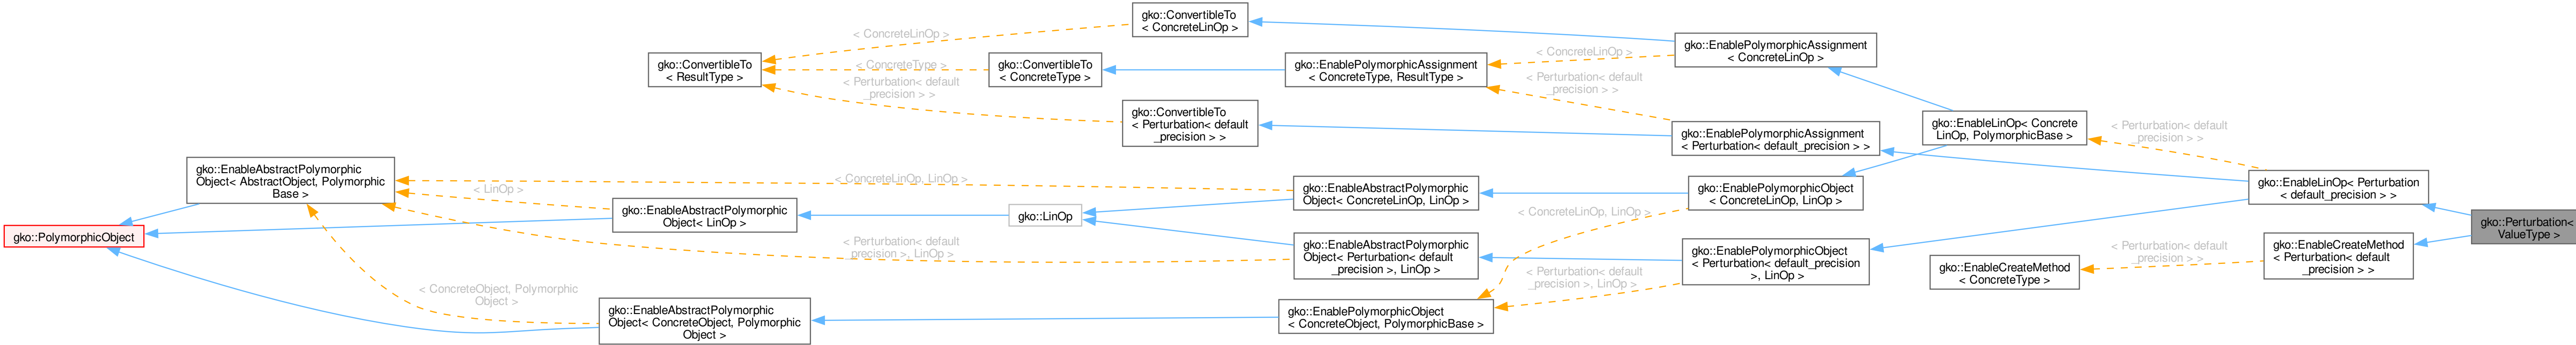 gko::PolymorphicObject
gko::EnableAbstractPolymorphic
Object< AbstractObject, Polymorphic
Base >
< LinOp >
gko::EnableAbstractPolymorphic
Object< LinOp >
< ConcreteObject, Polymorphic
Object >
gko::EnableAbstractPolymorphic
Object< ConcreteObject, Polymorphic
Object >
gko::ConvertibleTo
< ResultType >
< ConcreteLinOp >
< ConcreteType >
< Perturbation< default
_precision > >
< ConcreteLinOp, LinOp >
< Perturbation< default
_precision >, LinOp >
gko::LinOp
gko::ConvertibleTo
< ConcreteType >
gko::ConvertibleTo
< ConcreteLinOp >
gko::ConvertibleTo
< Perturbation< default
_precision > >
gko::EnablePolymorphicAssignment
< ConcreteType, ResultType >
gko::EnableAbstractPolymorphic
Object< ConcreteLinOp, LinOp >
gko::EnableAbstractPolymorphic
Object< Perturbation< default
_precision >, LinOp >
gko::EnablePolymorphicObject
< ConcreteObject, PolymorphicBase >
< ConcreteLinOp >
< Perturbation< default
_precision > >
< ConcreteLinOp, LinOp >
< Perturbation< default
_precision >, LinOp >
gko::EnablePolymorphicAssignment
< ConcreteLinOp >
gko::EnablePolymorphicAssignment
< Perturbation< default_precision > >
gko::EnablePolymorphicObject
< ConcreteLinOp, LinOp >
gko::EnablePolymorphicObject
< Perturbation< default_precision
>, LinOp >
gko::EnableLinOp< Concrete
LinOp, PolymorphicBase >
gko::EnableCreateMethod
< ConcreteType >
< Perturbation< default
_precision > >
< Perturbation< default
_precision > >
gko::EnableLinOp< Perturbation
< default_precision > >
gko::EnableCreateMethod
< Perturbation< default
_precision > >
gko::Perturbation<
ValueType >